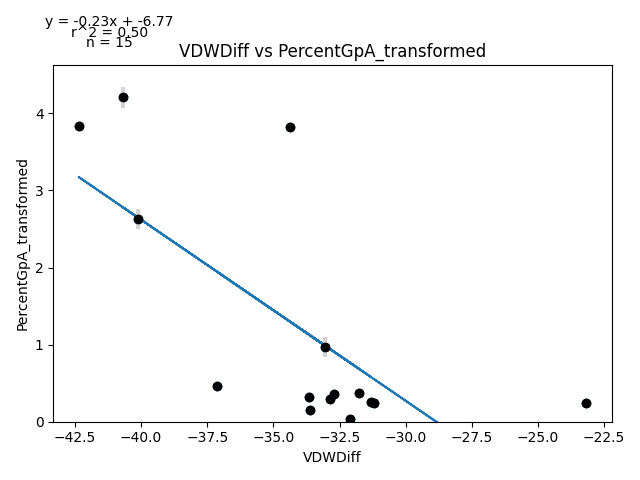 y = -0.23x + -6.77
r^2 = 0.50
n = 15
VDWDiff vs PercentGpA_transformed
PercentGpA_transformed
4
3
2
1
0
−42.5 −40.0 −37.5 −35.0 −32.5 −30.0 −27.5 −25.0 −22.5
VDWDiff